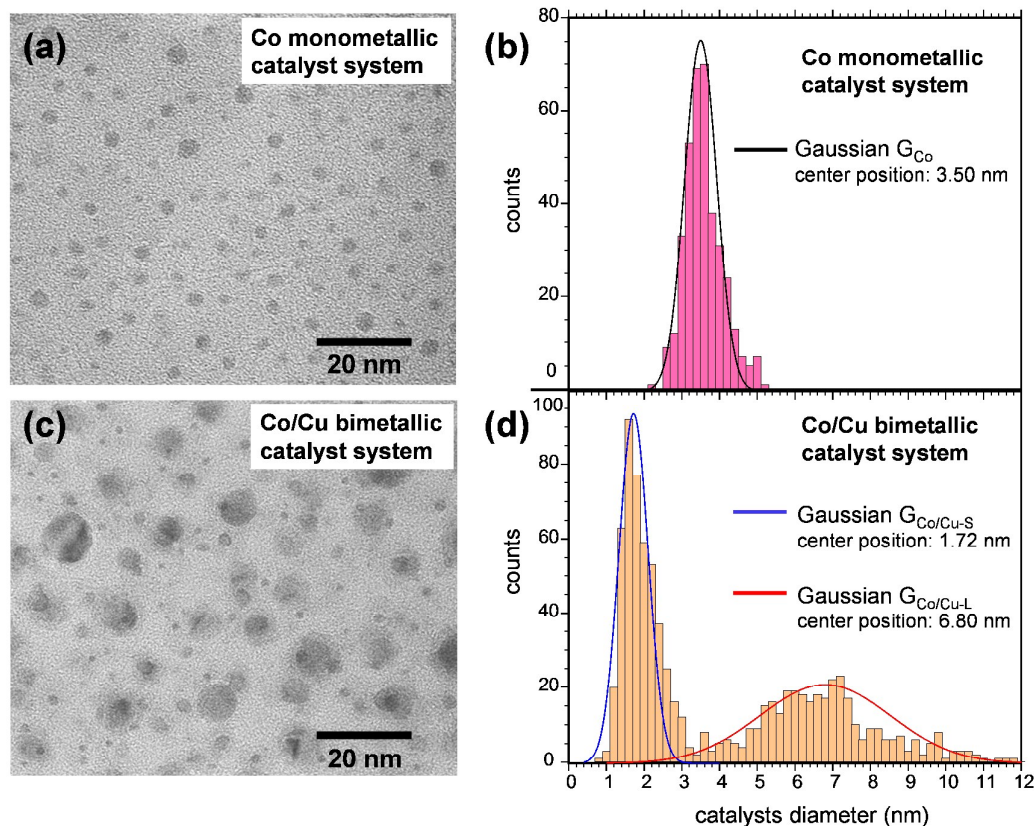 (a)
Co monometallic
catalyst system
20 nm
(b)
80
60
40
20
0
counts
Co monometallic
catalyst system
Gaussian G_Co
center position: 3.50 nm
(c)
Co/Cu bimetallic
catalyst system
20 nm
(d)
100
80
60
40
20
0
counts
Co/Cu bimetallic
catalyst system
Gaussian G_Co/Cu-S
center position: 1.72 nm
Gaussian G_Co/Cu-L
center position: 6.80 nm
0 1 2 3 4 5 6 7 8 9 10 11 12
catalysts diameter (nm)